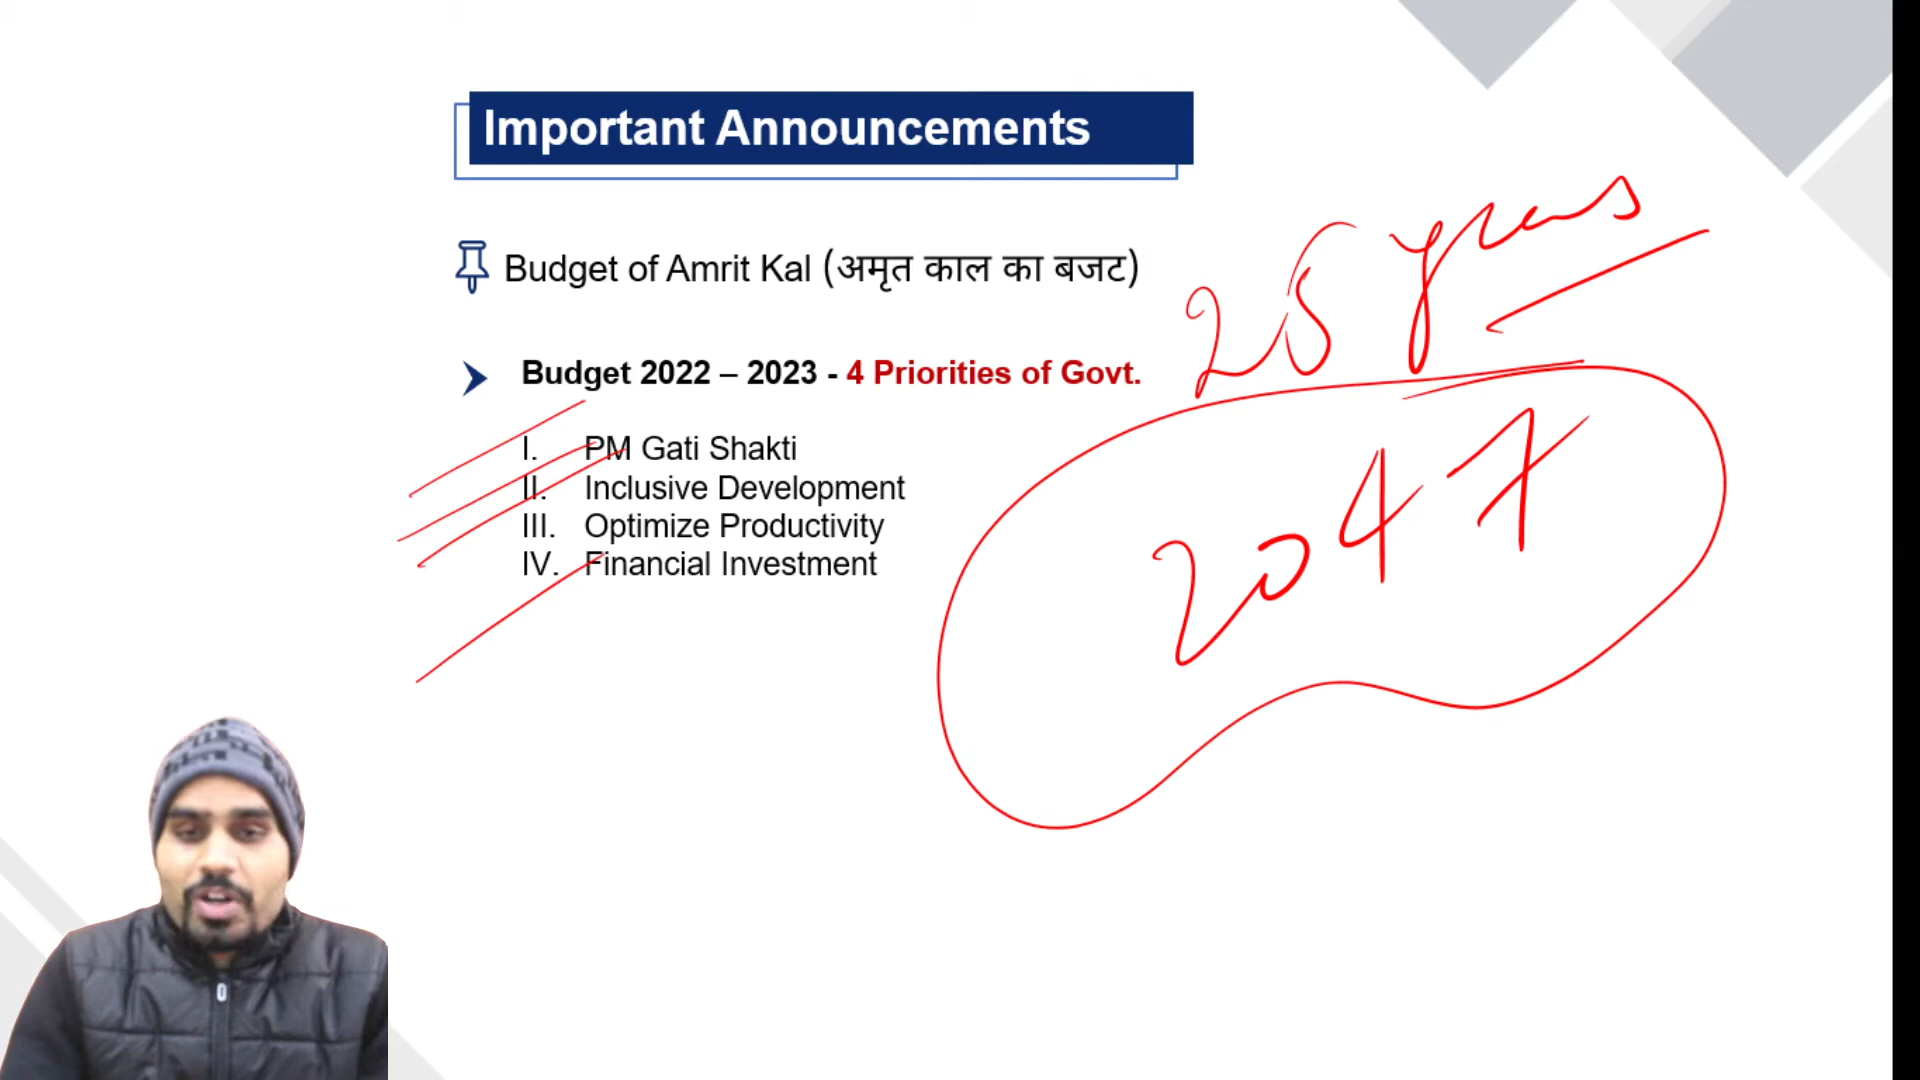 Important Announcements
Budget of Amrit Kal (अमृत काल का बजट)
25 years
Budget 2022 – 2023 - 4 Priorities of Govt.
I. PM Gati Shakti
II. Inclusive Development
III. Optimize Productivity
IV. Financial Investment
2047